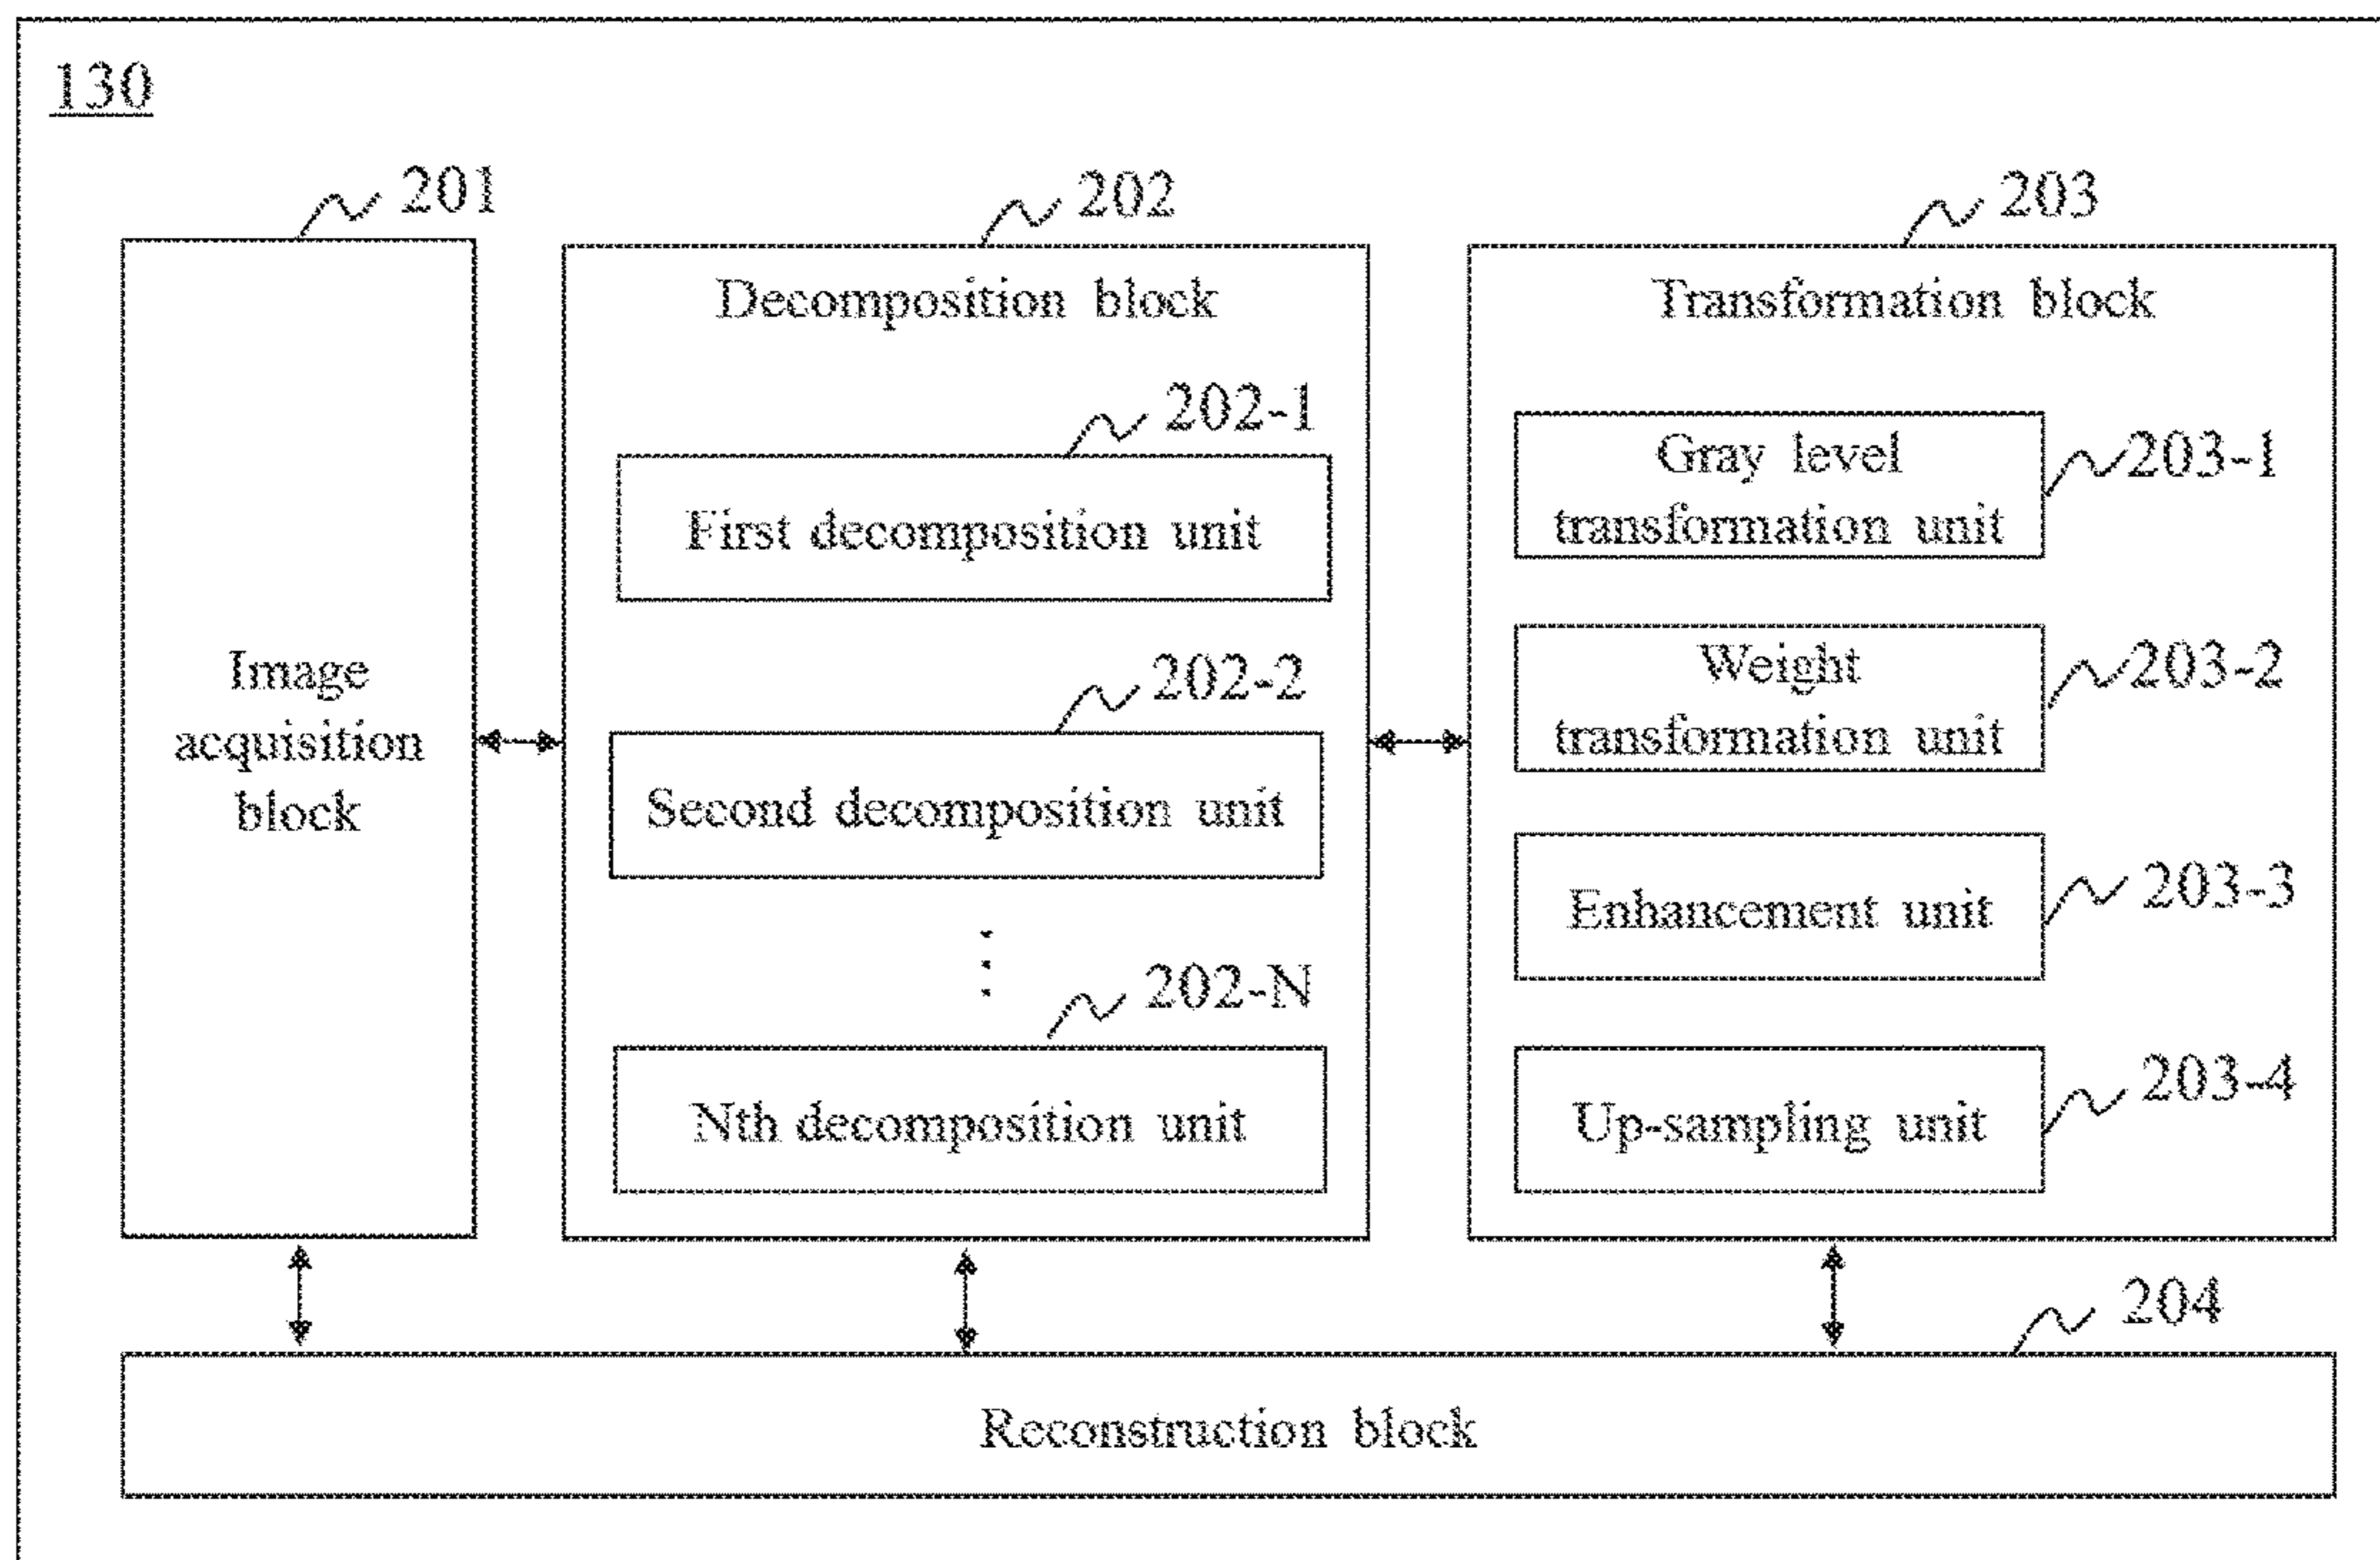 130
201
202
203
Image
acquisition
block
Decomposition block
202-1
First decomposition unit
202-2
Second decomposition unit
202-N
Nth decomposition unit
Transformation block
Gray level
transformation unit
203-1
Weight
transformation unit
203-2
Enhancement unit
203-3
Up-sampling unit
203-4
204
Reconstruction block